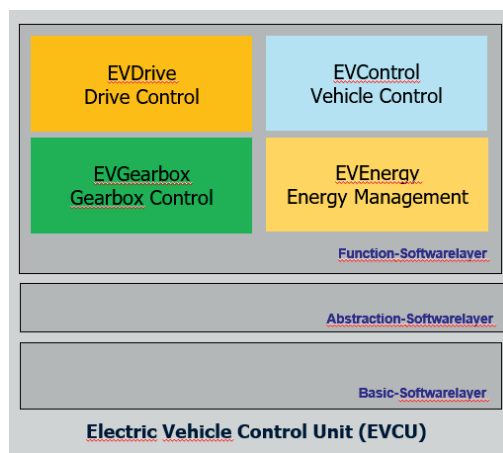 EVDrive
Drive Control
EVControl
Vehicle Control
EVGearbox
Gearbox Control
EVEnergy
Energy Management
Function-Softwarelayer
Abstraction-Softwarelayer
Basic-Softwarelayer
Electric Vehicle Control Unit (EVCU)